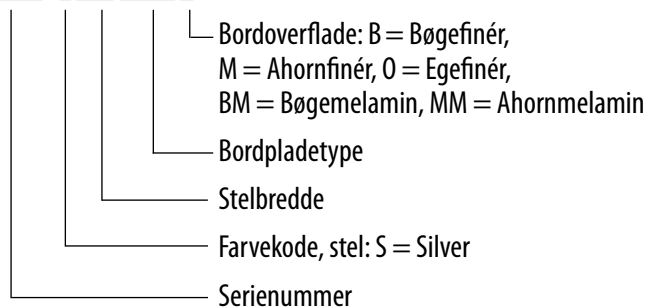 Bordoverflade: B = Bøgefinér,
M = Ahornfinér, O = Egefinér,
BM = Bøgemelamin, MM = Ahornmelamin
Bordpladetype
Stelbredde
Farvekode, stel: S = Silver
Serienummer